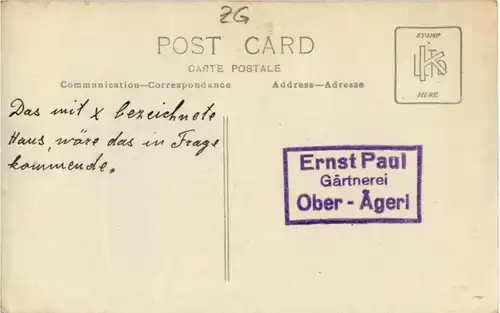 ZG
POST CARD
CARTE POSTALE
Communication—Correspondance
Address—Adresse
STAMP
HERE
Das mit x bezeichnete
Haus, wäre das in Frage
kommende.
Ernst Paul
Gärtnerei
Ober - Ägeri